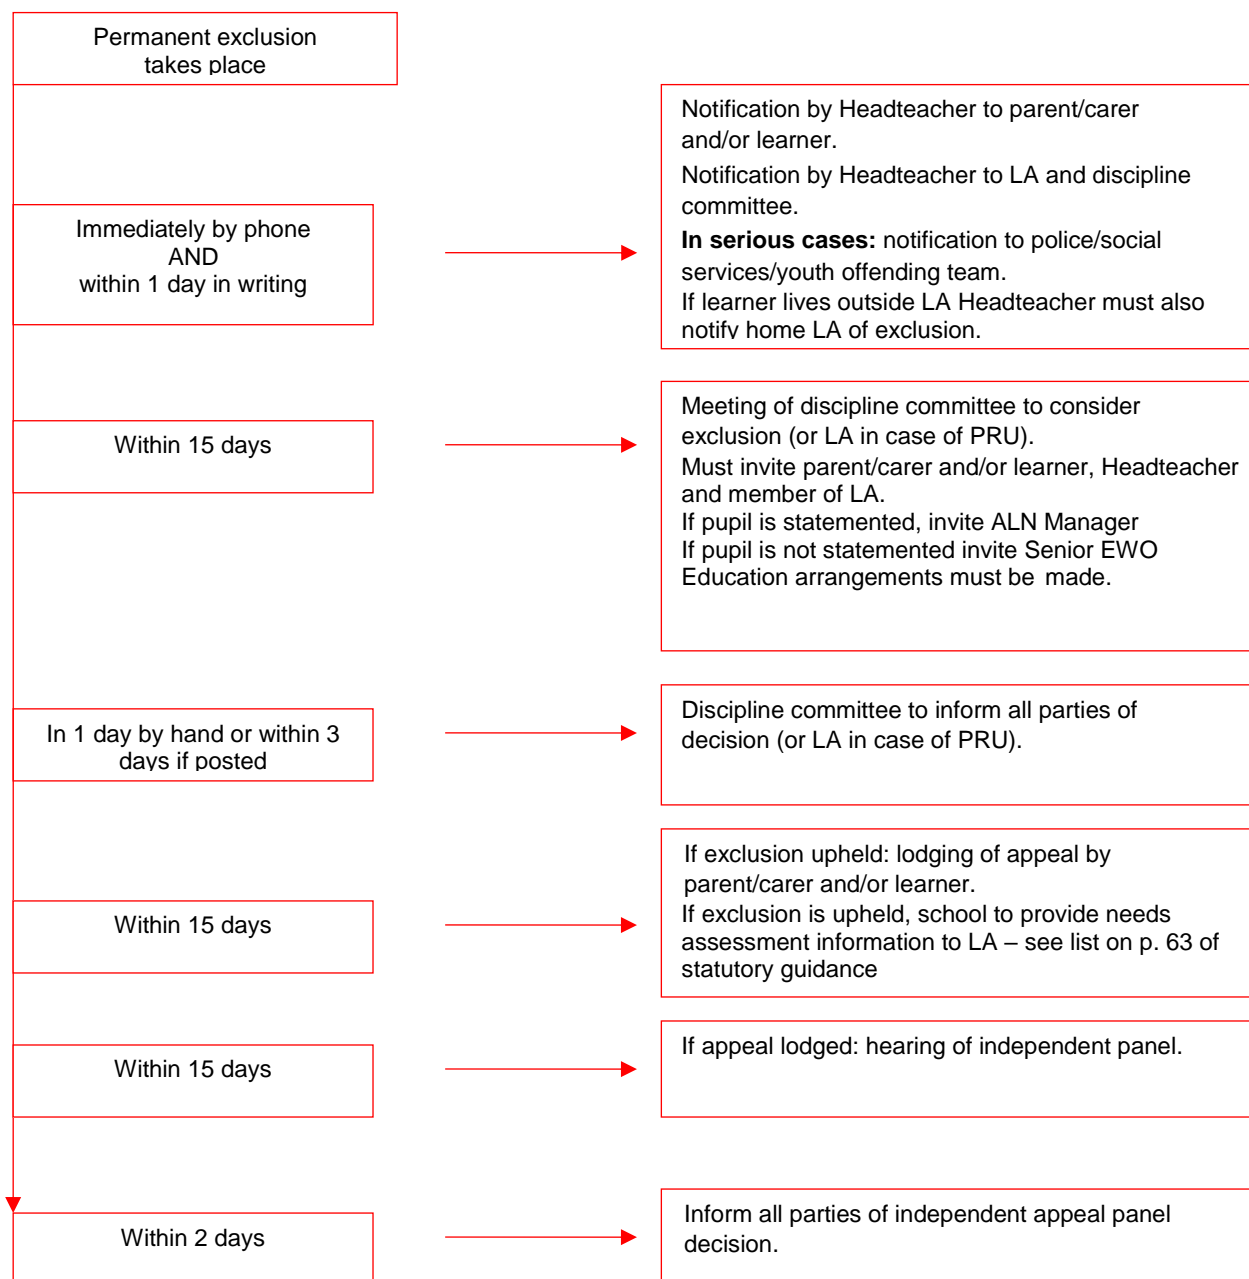 Permanent exclusion
takes place
Immediately by phone
AND
within 1 day in writing
Notification by Headteacher to parent/carer
and/or learner.
Notification by Headteacher to LA and discipline
committee.
In serious cases: notification to police/social
services/youth offending team.
If learner lives outside LA Headteacher must also
notify home LA of exclusion.
Within 15 days
Meeting of discipline committee to consider
exclusion (or LA in case of PRU).
Must invite parent/carer and/or learner, Headteacher
and member of LA.
If pupil is statemented, invite ALN Manager
If pupil is not statemented invite Senior EWO
Education arrangements must be made.
In 1 day by hand or within 3
days if posted
Discipline committee to inform all parties of
decision (or LA in case of PRU).
Within 15 days
If exclusion upheld: lodging of appeal by
parent/carer and/or learner.
If exclusion is upheld, school to provide needs
assessment information to LA – see list on p. 63 of
statutory guidance
Within 15 days
If appeal lodged: hearing of independent panel.
Within 2 days
Inform all parties of independent appeal panel
decision.